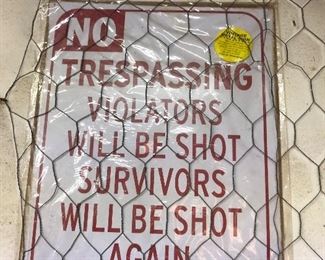 NO
TRESPASSING
VIOLATORS
WILL BE SHOT
SURVIVORS
WILL BE SHOT
AGAIN